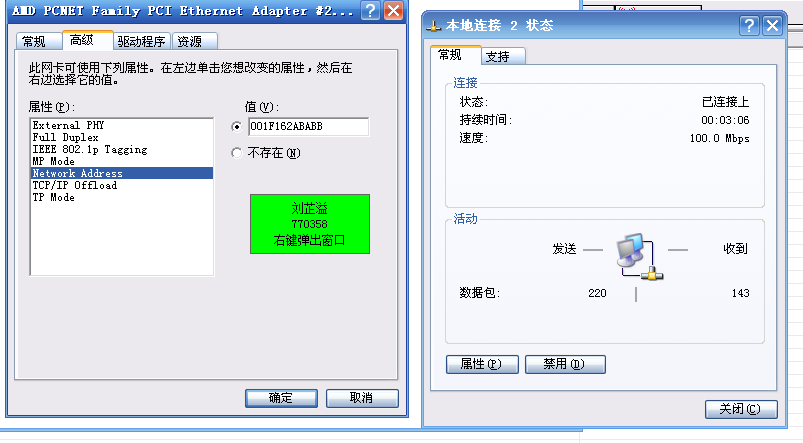 AMD PCNET Family PCI Ethernet Adapter #2...
常规
高级
驱动程序
资源
此网卡可使用下列属性。在左边单击您想改变的属性，然后在
右边选择它的值。
属性(P):
External PHY
Full Duplex
IEEE 802.1p Tagging
MP Mode
Network Address
TCP/IP Offload
TP Mode
值(V):
001F162ABABB
不存在(N)
刘芷溢
770358
右键弹出窗口
确定
取消
本地连接 2 状态
常规
支持
连接
状态: 已连接上
持续时间: 00:03:06
速度: 100.0 Mbps
活动
发送 — — 收到
数据包: 220 | 143
属性(P)
禁用(D)
关闭(C)